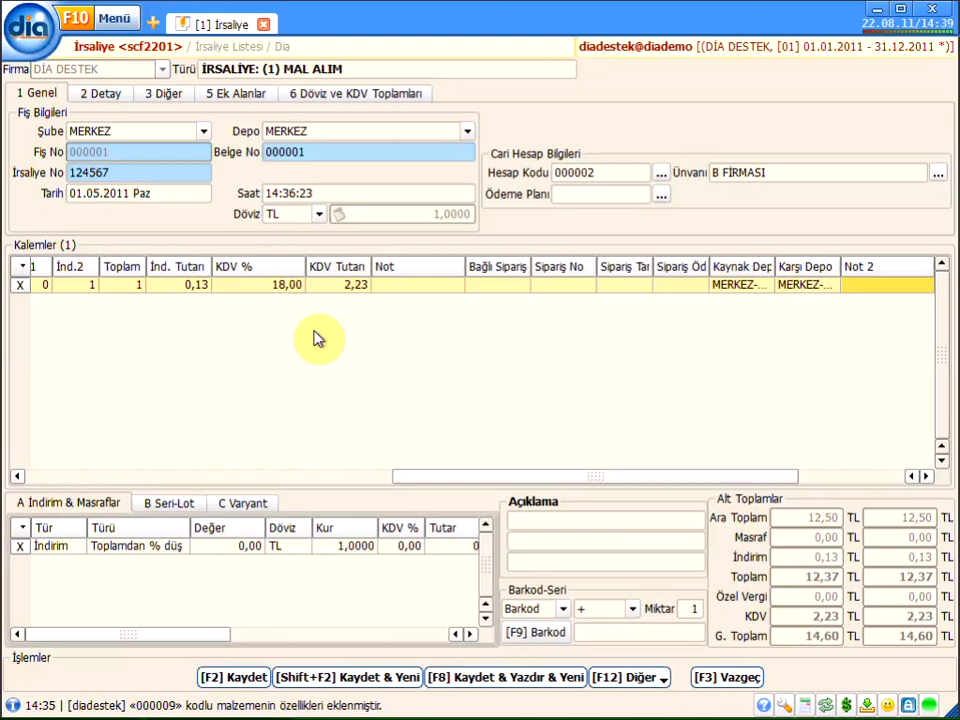 dia F10 Menü [1] İrsaliye 22.08.11/14:39
İrsaliye <scf2201> / İrsaliye Listesi / Dia diadestek@diademo [(DİA DESTEK, [01] 01.01.2011 - 31.12.2011 *)]
Firma DİA DESTEK Türü İRSALİYE: (1) MAL ALIM
1 Genel 2 Detay 3 Diğer 5 Ek Alanlar 6 Döviz ve KDV Toplamları
Fiş Bilgileri
Şube MERKEZ Depo MERKEZ
Fiş No 000001 Belge No 000001 Cari Hesap Bilgileri
İrsaliye No 124567 Hesap Kodu 000002 ... Ünvanı B FİRMASI ...
Tarih 01.05.2011 Paz Saat 14:36:23 Ödeme Planı ...
Döviz TL 1,0000
Kalemler (1)
1 İnd.2 Toplam İnd. Tutarı KDV % KDV Tutarı Not Bağlı Sipariş Sipariş No Sipariş Tar Sipariş Öd Kaynak Dep Karşı Depo Not 2
X 0 1 1 0,13 18,00 2,23 MERKEZ-... MERKEZ-...
A İndirim & Masraflar B Seri-Lot C Varyant
Tür Türü Değer Döviz Kur KDV % Tutar
X İndirim Toplamdan % düş 0,00 TL 1,0000 0,00 0
Açıklama
Barkod-Seri
Barkod + Miktar 1
[F9] Barkod
Alt Toplamlar
Ara Toplam 12,50 TL 12,50 TL
Masraf 0,00 TL 0,00 TL
İndirim 0,13 TL 0,13 TL
Toplam 12,37 TL 12,37 TL
Özel Vergi 0,00 TL 0,00 TL
KDV 2,23 TL 2,23 TL
G. Toplam 14,60 TL 14,60 TL
İşlemler
[F2] Kaydet [Shift+F2] Kaydet & Yeni [F8] Kaydet & Yazdır & Yeni [F12] Diğer [F3] Vazgeç
14:35 | [diadestek] «000009» kodlu malzemenin özellikleri eklenmiştir.